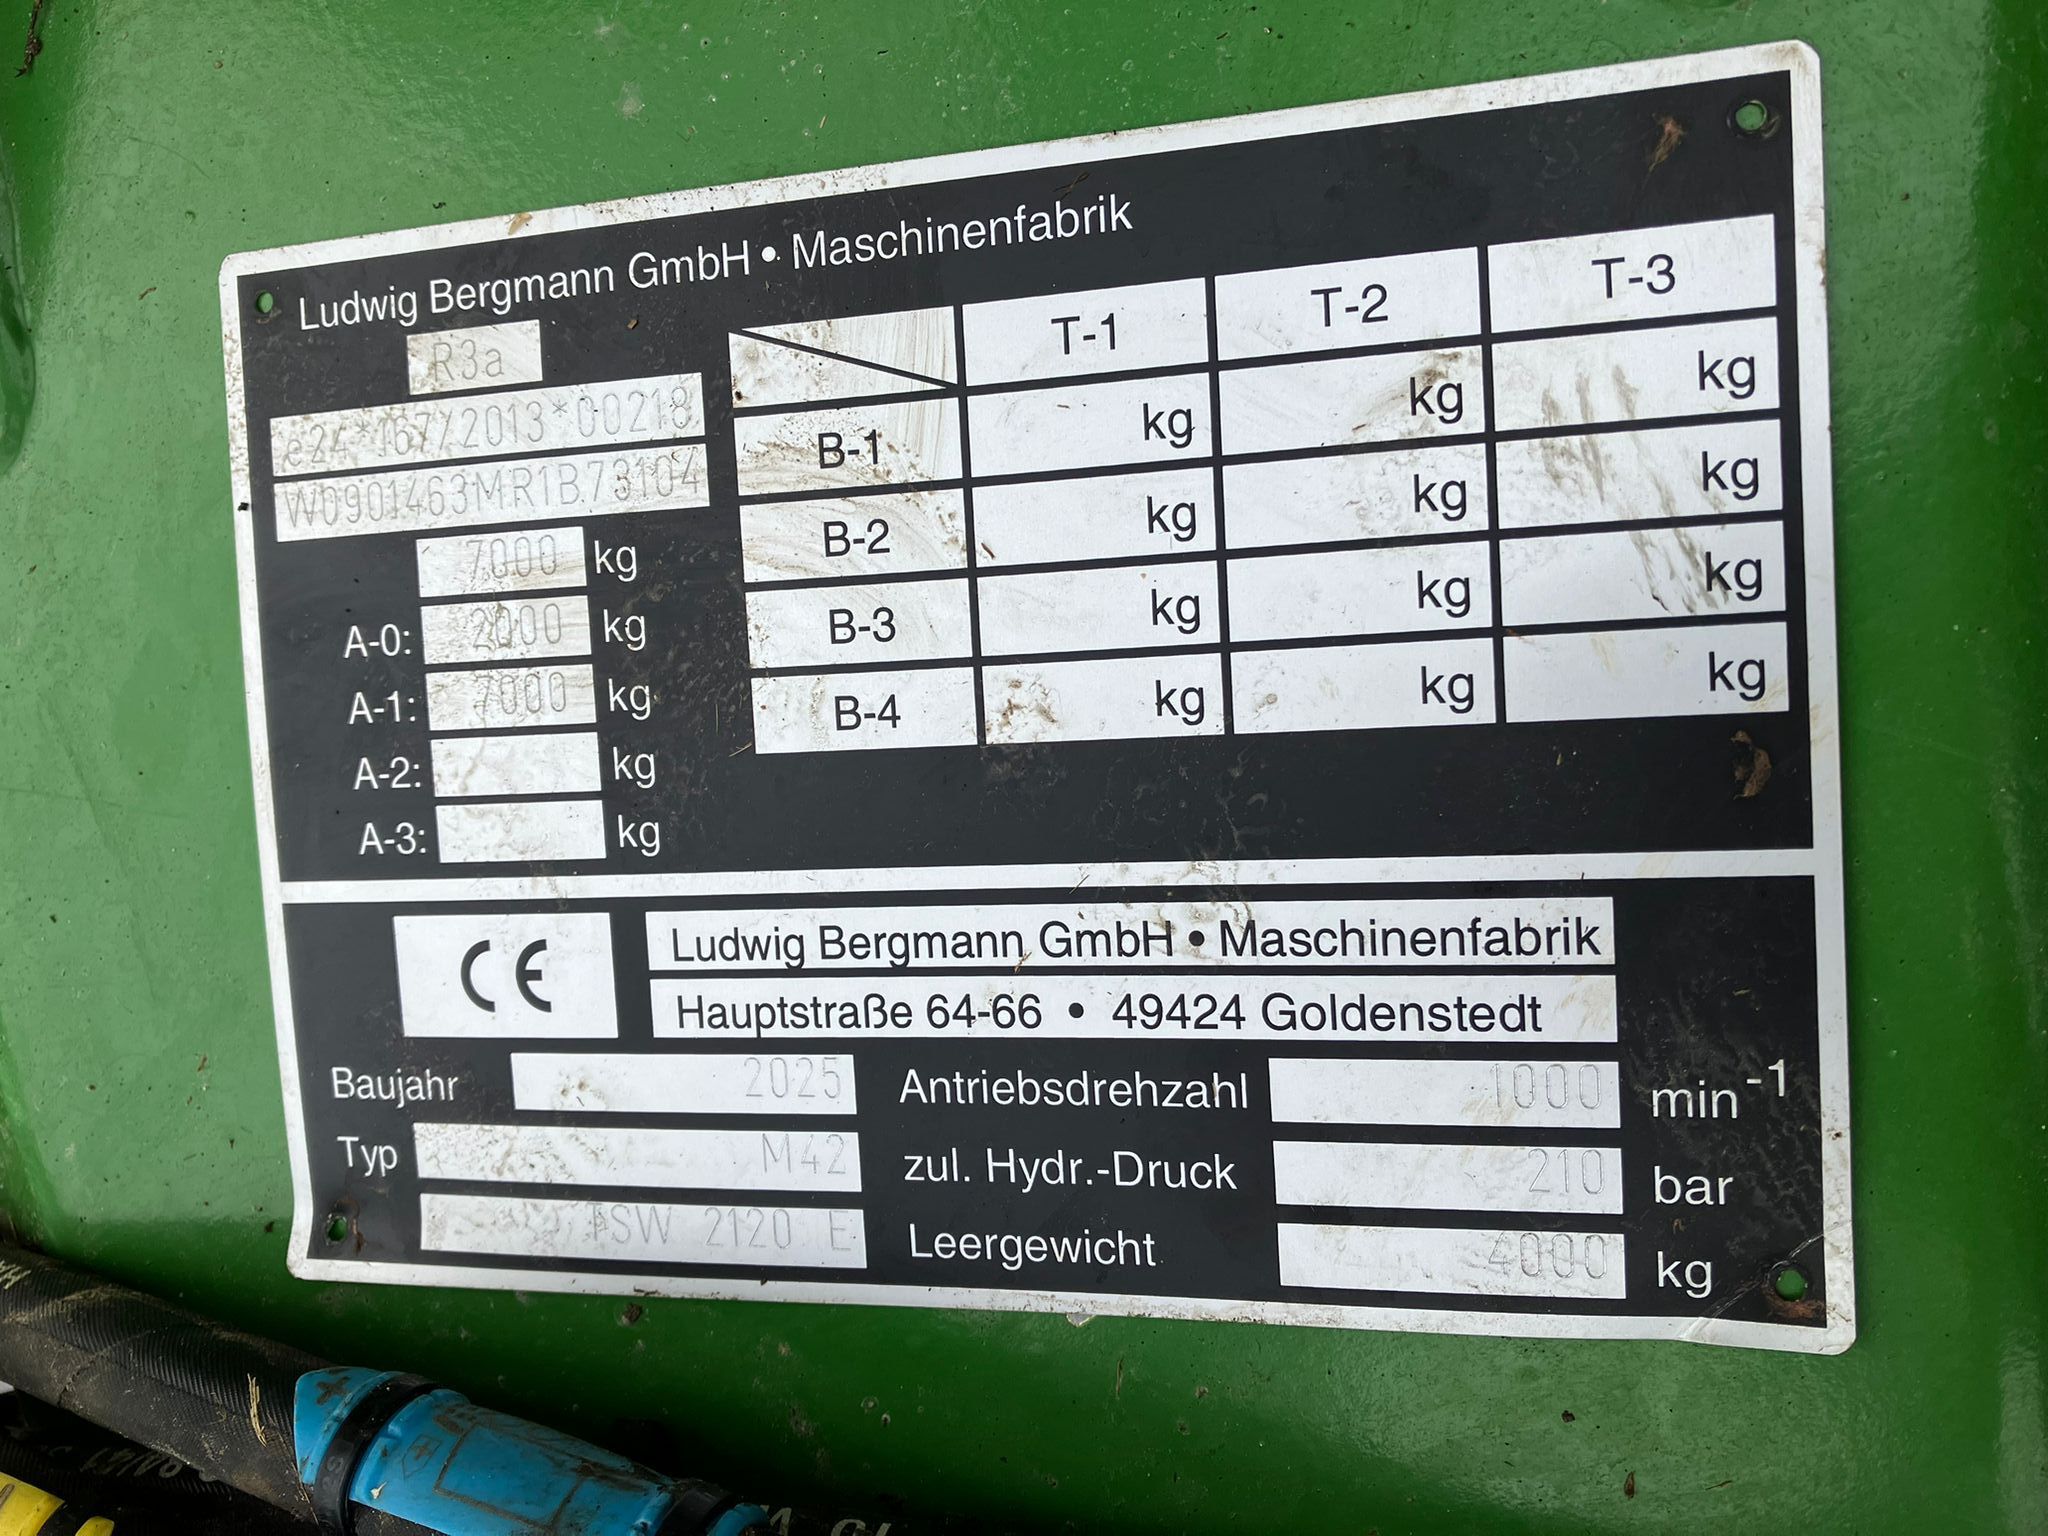 Ludwig Bergmann GmbH • Maschinenfabrik
R3a
e24*167/2013*00218
W0901463MR1B73104
7000 kg
A-0: 2000 kg
A-1: 7000 kg
A-2: kg
A-3: kg
T-1 T-2 T-3
B-1 kg kg kg
B-2 kg kg kg
B-3 kg kg kg
B-4 kg kg kg
CE
Ludwig Bergmann GmbH • Maschinenfabrik
Hauptstraße 64-66 • 49424 Goldenstedt
Baujahr 2025 Antriebsdrehzahl 1000 min⁻¹
Typ M42 zul. Hydr.-Druck 210 bar
TSW 2120 E Leergewicht 4000 kg